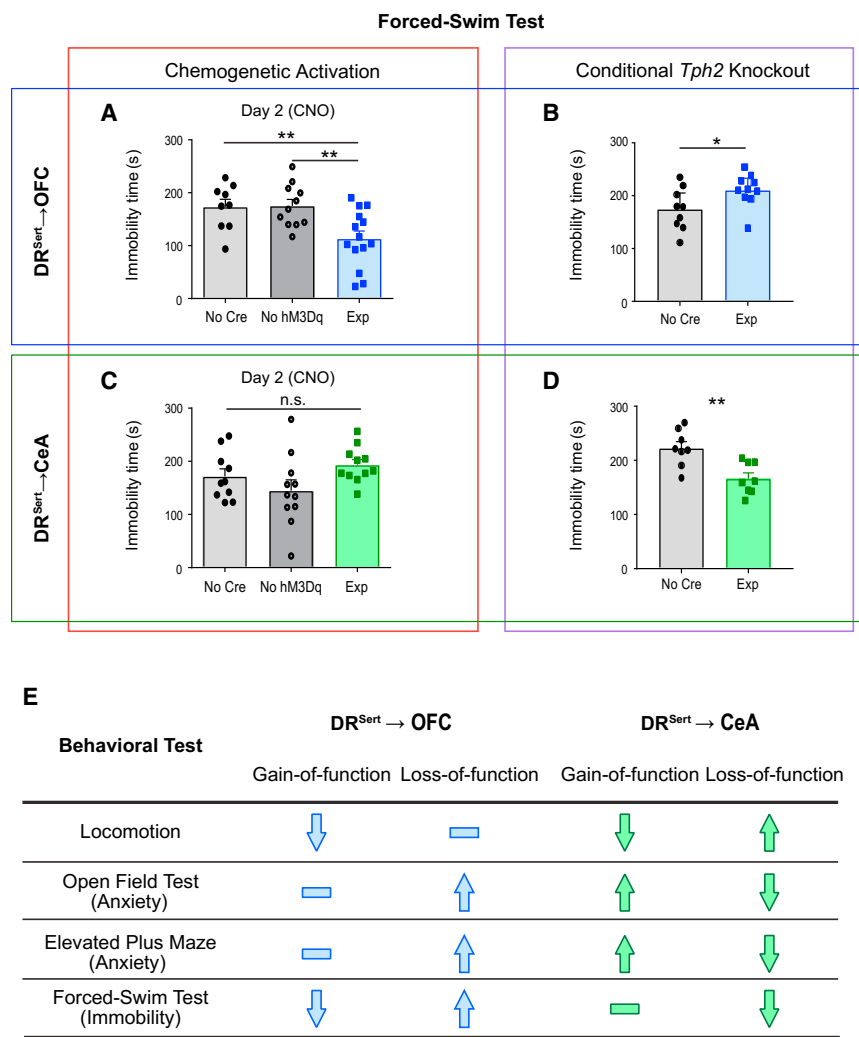 Forced-Swim Test
Chemogenetic Activation
Conditional Tph2 Knockout
DRSert→OFC
A
Day 2 (CNO)
**
**
Immobility time (s)
300
200
100
0
No Cre No hM3Dq Exp
B
*
Immobility time (s)
300
200
100
0
No Cre Exp
DRSert→CeA
C
Day 2 (CNO)
n.s.
Immobility time (s)
300
200
100
0
No Cre No hM3Dq Exp
D
**
Immobility time (s)
300
200
100
0
No Cre Exp
E
Behavioral Test
DRSert → OFC
DRSert → CeA
Gain-of-function Loss-of-function Gain-of-function Loss-of-function
Locomotion
Open Field Test
(Anxiety)
Elevated Plus Maze
(Anxiety)
Forced-Swim Test
(Immobility)